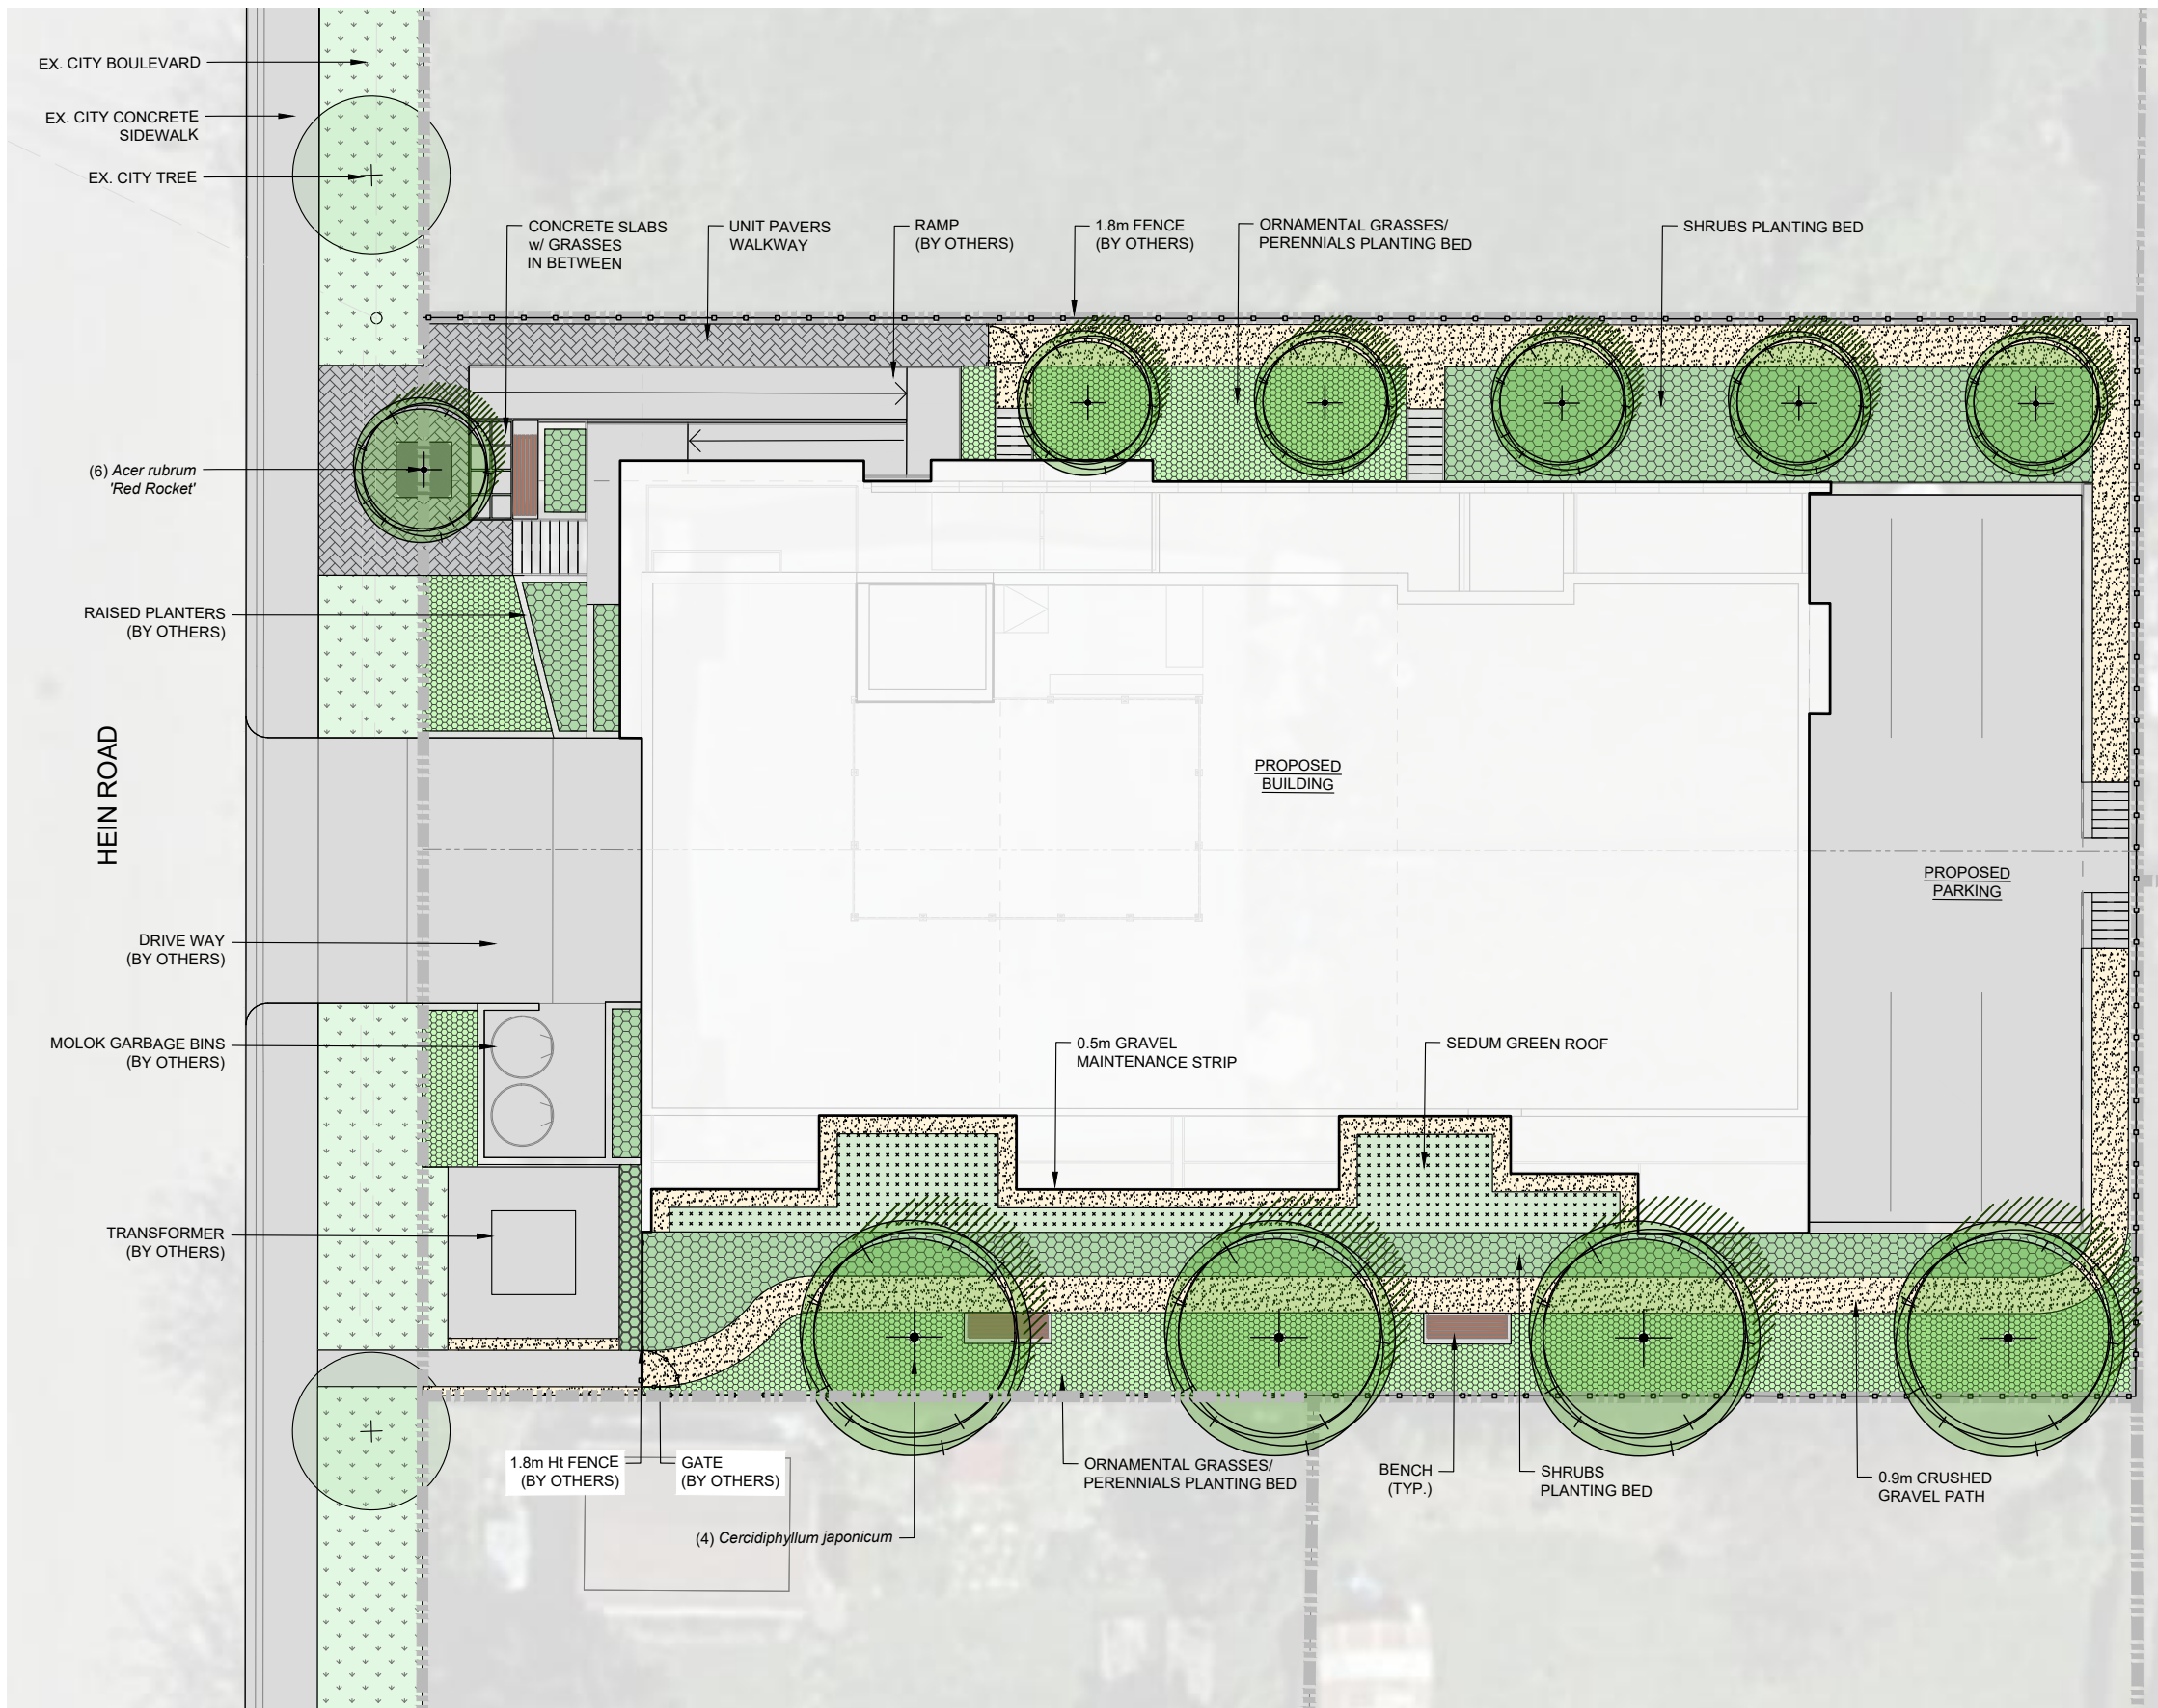 EX. CITY BOULEVARD
EX. CITY CONCRETE
SIDEWALK
EX. CITY TREE
CONCRETE SLABS
w/ GRASSES
IN BETWEEN
UNIT PAVERS
WALKWAY
RAMP
(BY OTHERS)
1.8m FENCE
(BY OTHERS)
ORNAMENTAL GRASSES/
PERENNIALS PLANTING BED
SHRUBS PLANTING BED
(6) Acer rubrum
'Red Rocket'
RAISED PLANTERS
(BY OTHERS)
HEIN ROAD
PROPOSED
BUILDING
PROPOSED
PARKING
DRIVE WAY
(BY OTHERS)
MOLOK GARBAGE BINS
(BY OTHERS)
0.5m GRAVEL
MAINTENANCE STRIP
SEDUM GREEN ROOF
TRANSFORMER
(BY OTHERS)
1.8m Ht FENCE
(BY OTHERS)
GATE
(BY OTHERS)
ORNAMENTAL GRASSES/
PERENNIALS PLANTING BED
BENCH
(TYP.)
SHRUBS
PLANTING BED
0.9m CRUSHED
GRAVEL PATH
(4) Cercidiphyllum japonicum